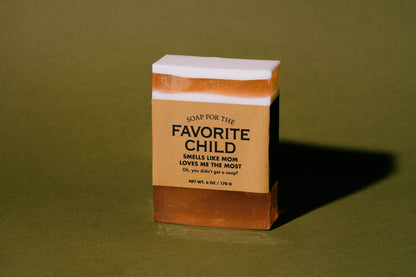 SOAP FOR THE
FAVORITE
CHILD
SMELLS LIKE MOM
LOVES ME THE MOST
Oh, you didn't get a soap?
NET WT. 6 OZ / 170 G